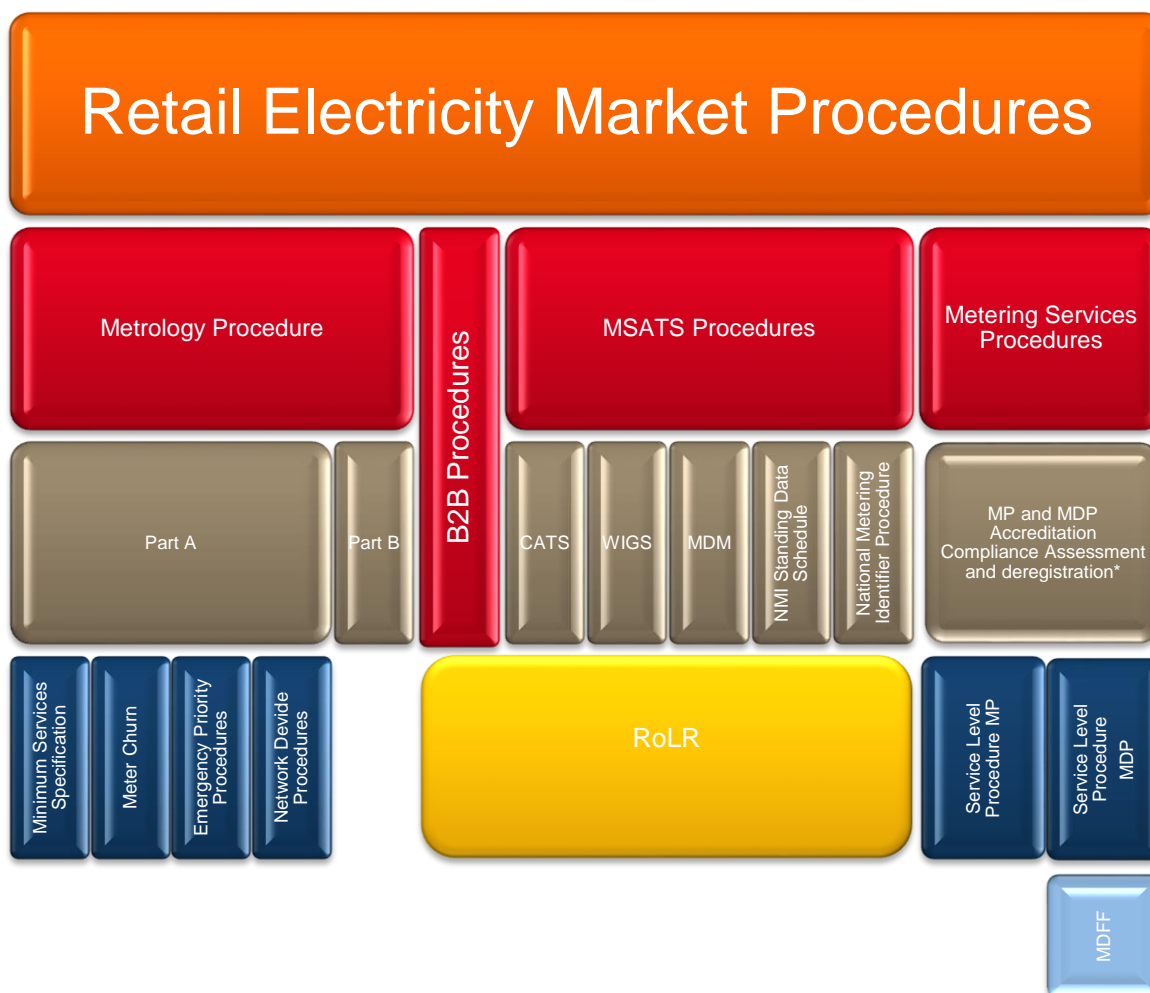 Retail Electricity Market Procedures
Metrology Procedure
B2B Procedures
MSATS Procedures
Metering Services
Procedures
Part A
Part B
CATS
WIGS
MDM
NMI Standing Data
Schedule
National Metering
Identifier Procedure
MP and MDP
Accreditation
Compliance Assessment
and deregistration*
Minimum Services
Specification
Meter Churn
Emergency Priority
Procedures
Network Devide
Procedures
RoLR
Service Level
Procedure MP
Service Level
Procedure
MDP
MDFF